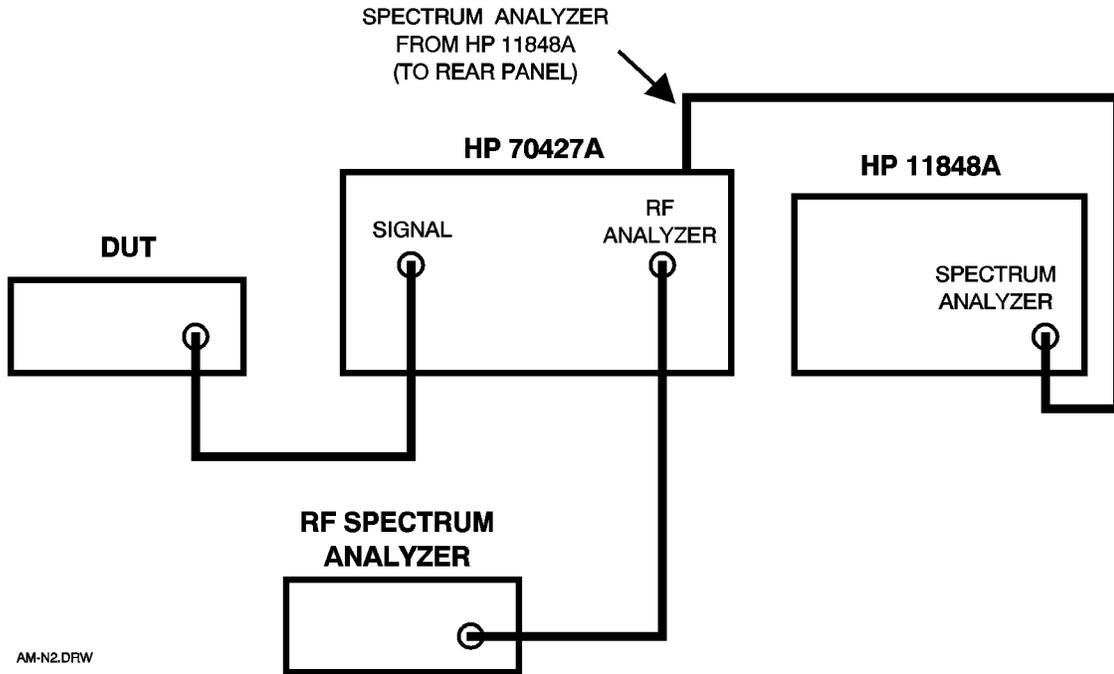 SPECTRUM ANALYZER
FROM HP 11848A
(TO REAR PANEL)
HP 70427A
HP 11848A
SIGNAL
RF
ANALYZER
DUT
SPECTRUM
ANALYZER
RF SPECTRUM
ANALYZER
AM-N2.DRW